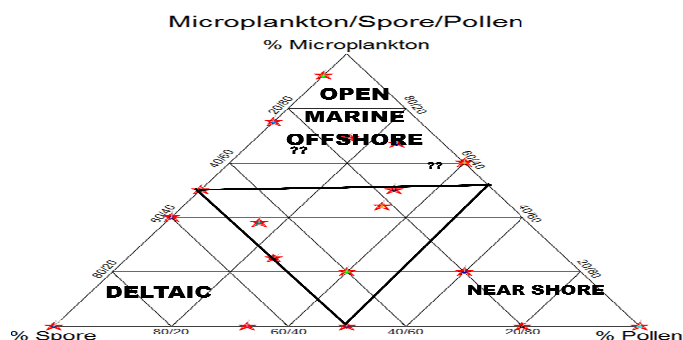 Microplankton/Spore/Pollen
% Microplankton
OPEN
20/80
80/20
MARINE
OFFSHORE
??
40/60
??
60/40
60/40
40/60
80/20
20/80
DELTAIC
NEAR SHORE
% Spore
80/20
60/40
40/60
20/80
% Pollen